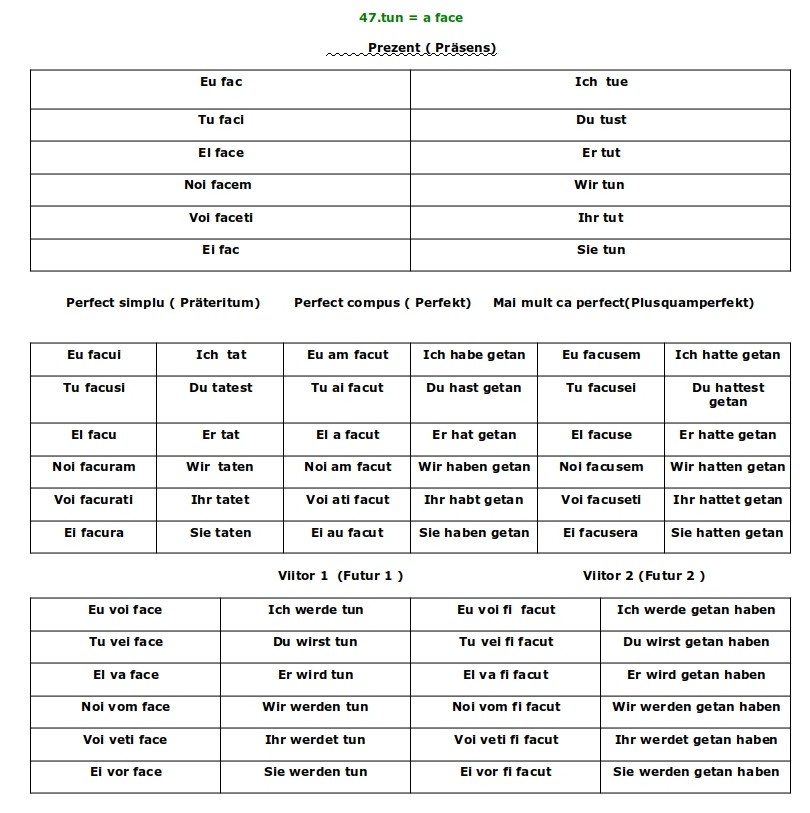 47.tun = a face
Prezent ( Präsens)
Eu fac Ich tue
Tu faci Du tust
El face Er tut
Noi facem Wir tun
Voi faceti Ihr tut
Ei fac Sie tun
Perfect simplu ( Präteritum) Perfect compus ( Perfekt) Mai mult ca perfect(Plusquamperfekt)
Eu facui Ich tat Eu am facut Ich habe getan Eu facusem Ich hatte getan
Tu facusi Du tatest Tu ai facut Du hast getan Tu facusei Du hattest
getan
El facu Er tat El a facut Er hat getan El facuse Er hatte getan
Noi facuram Wir taten Noi am facut Wir haben getan Noi facusem Wir hatten getan
Voi facurati Ihr tatet Voi ati facut Ihr habt getan Voi facuseti Ihr hattet getan
Ei facura Sie taten Ei au facut Sie haben getan Ei facusera Sie hatten getan
Viitor 1 (Futur 1 ) Viitor 2 (Futur 2 )
Eu voi face Ich werde tun Eu voi fi facut Ich werde getan haben
Tu vei face Du wirst tun Tu vei fi facut Du wirst getan haben
El va face Er wird tun El va fi facut Er wird getan haben
Noi vom face Wir werden tun Noi vom fi facut Wir werden getan haben
Voi veti face Ihr werdet tun Voi veti fi facut Ihr werdet getan haben
Ei vor face Sie werden tun Ei vor fi facut Sie werden getan haben